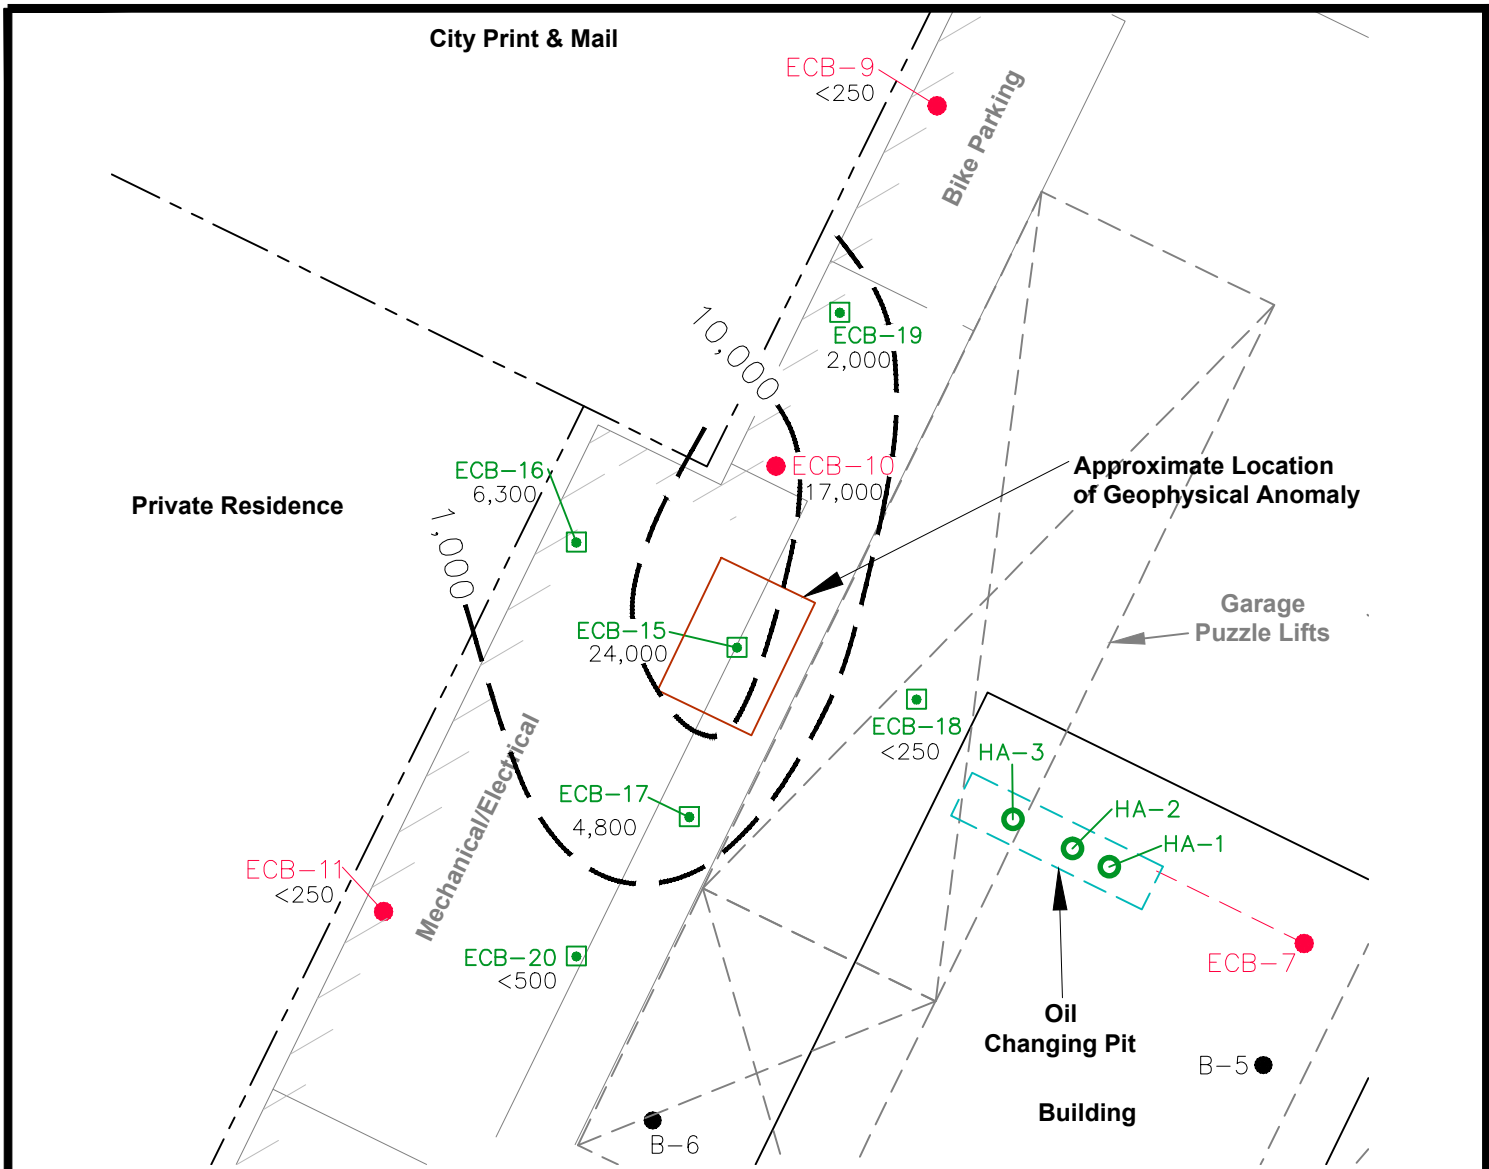 City Print & Mail
ECB-9
<250
Bike Parking
10,000
ECB-19
2,000
ECB-16
6,300
ECB-10
17,000
Approximate Location
of Geophysical Anomaly
Private Residence
1,000
Garage
Puzzle Lifts
ECB-15
24,000
ECB-18
<250
HA-3
HA-2
HA-1
ECB-17
4,800
Mechanical/Electrical
ECB-11
<250
ECB-20
<500
ECB-7
Oil
Changing Pit
B-5
Building
B-6